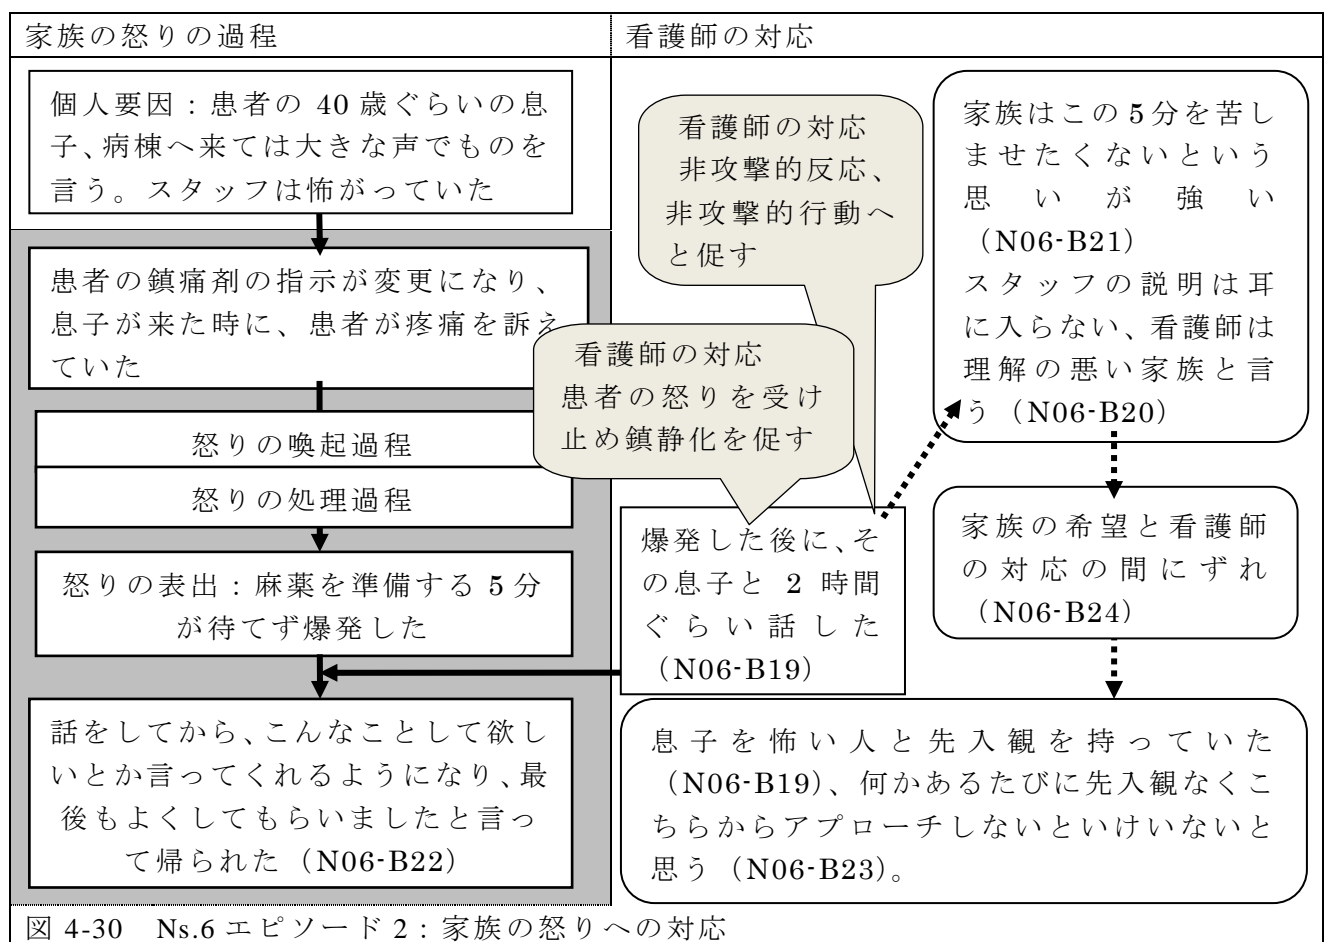 家族の怒りの過程
看護師の対応
個人要因：患者の 40 歳ぐらいの息
子、病棟へ来ては大きな声でものを
言う。スタッフは怖がっていた
患者の鎮痛剤の指示が変更になり、
息子が来た時に、患者が疼痛を訴え
ていた
怒りの喚起過程
怒りの処理過程
怒りの表出：麻薬を準備する 5 分
が待てず爆発した
話をしてから、こんなことして欲し
いとか言ってくれるようになり、最
後もよくしてもらいましたと言っ
て帰られた（N06-B22）
看護師の対応
非攻撃的反応、
非攻撃的行動へ
と促す
看護師の対応
患者の怒りを受け
止め鎮静化を促す
爆発した後に、そ
の息子と 2 時間
ぐらい話した
（N06-B19）
家族はこの 5 分を苦し
ませたくないという
思いが強い
（N06-B21）
スタッフの説明は耳
に入らない、看護師は
理解の悪い家族と言
う（N06-B20）
家族の希望と看護師
の対応の間にずれ
（N06-B24）
息子を怖い人と先入観を持っていた
（N06-B19）、何かあるたびに先入観なくこ
ちらからアプローチしないといけいないと
思う（N06-B23）。
図 4-30　Ns.6 エピソード 2：家族の怒りへの対応